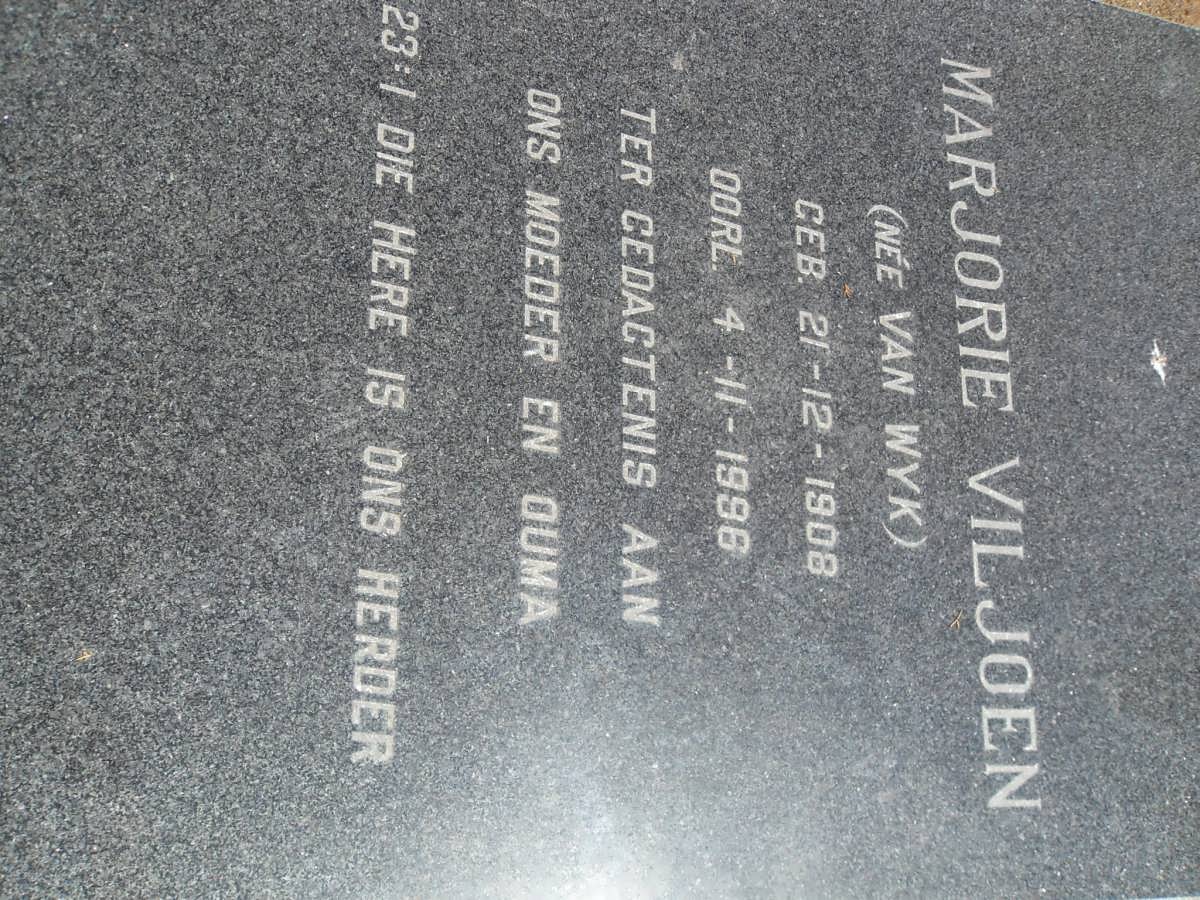 MARJORIE VILJOEN
(NÉE VAN WYK)
GEB. 21-12-1908
OORL. 4-11-1998
TER GEDAGTENIS AAN
ONS MOEDER EN OUMA
23:1 DIE HERE IS ONS HERDER